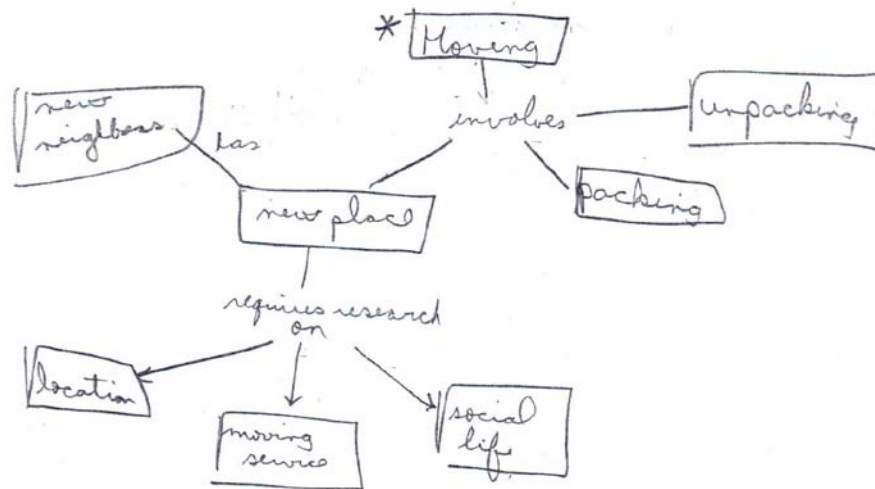 * Moving
new
neighbors
has
involves
unpacking
packing
new place
requires research
on
location
moving
service
social
life